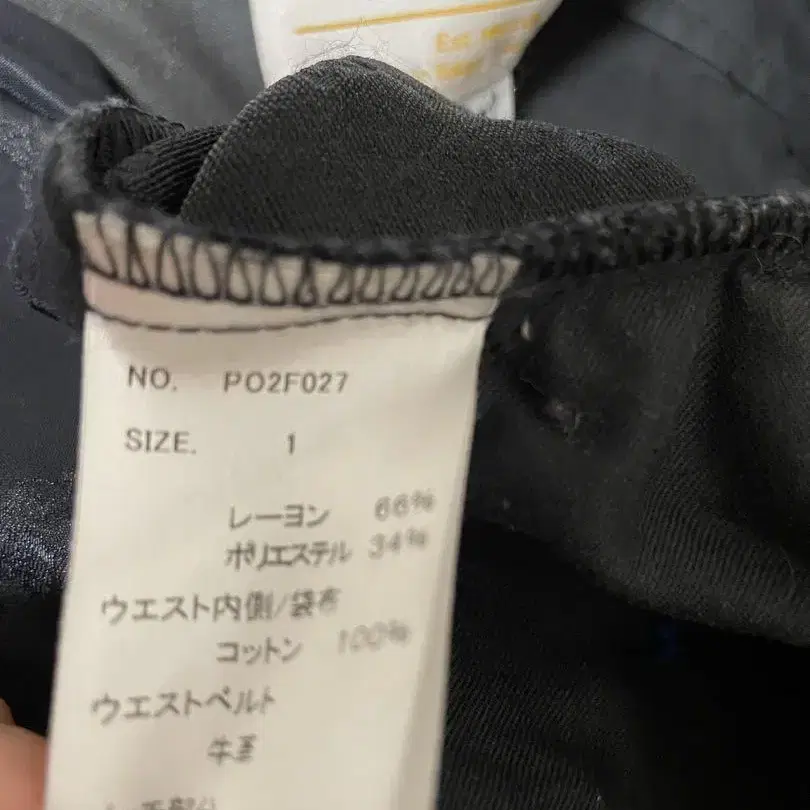 NO. PO2F027
SIZE. 1
レーヨン 66%
ポリエステル 34%
ウエスト内側/袋布
コットン 100%
ウエストベルト
牛革